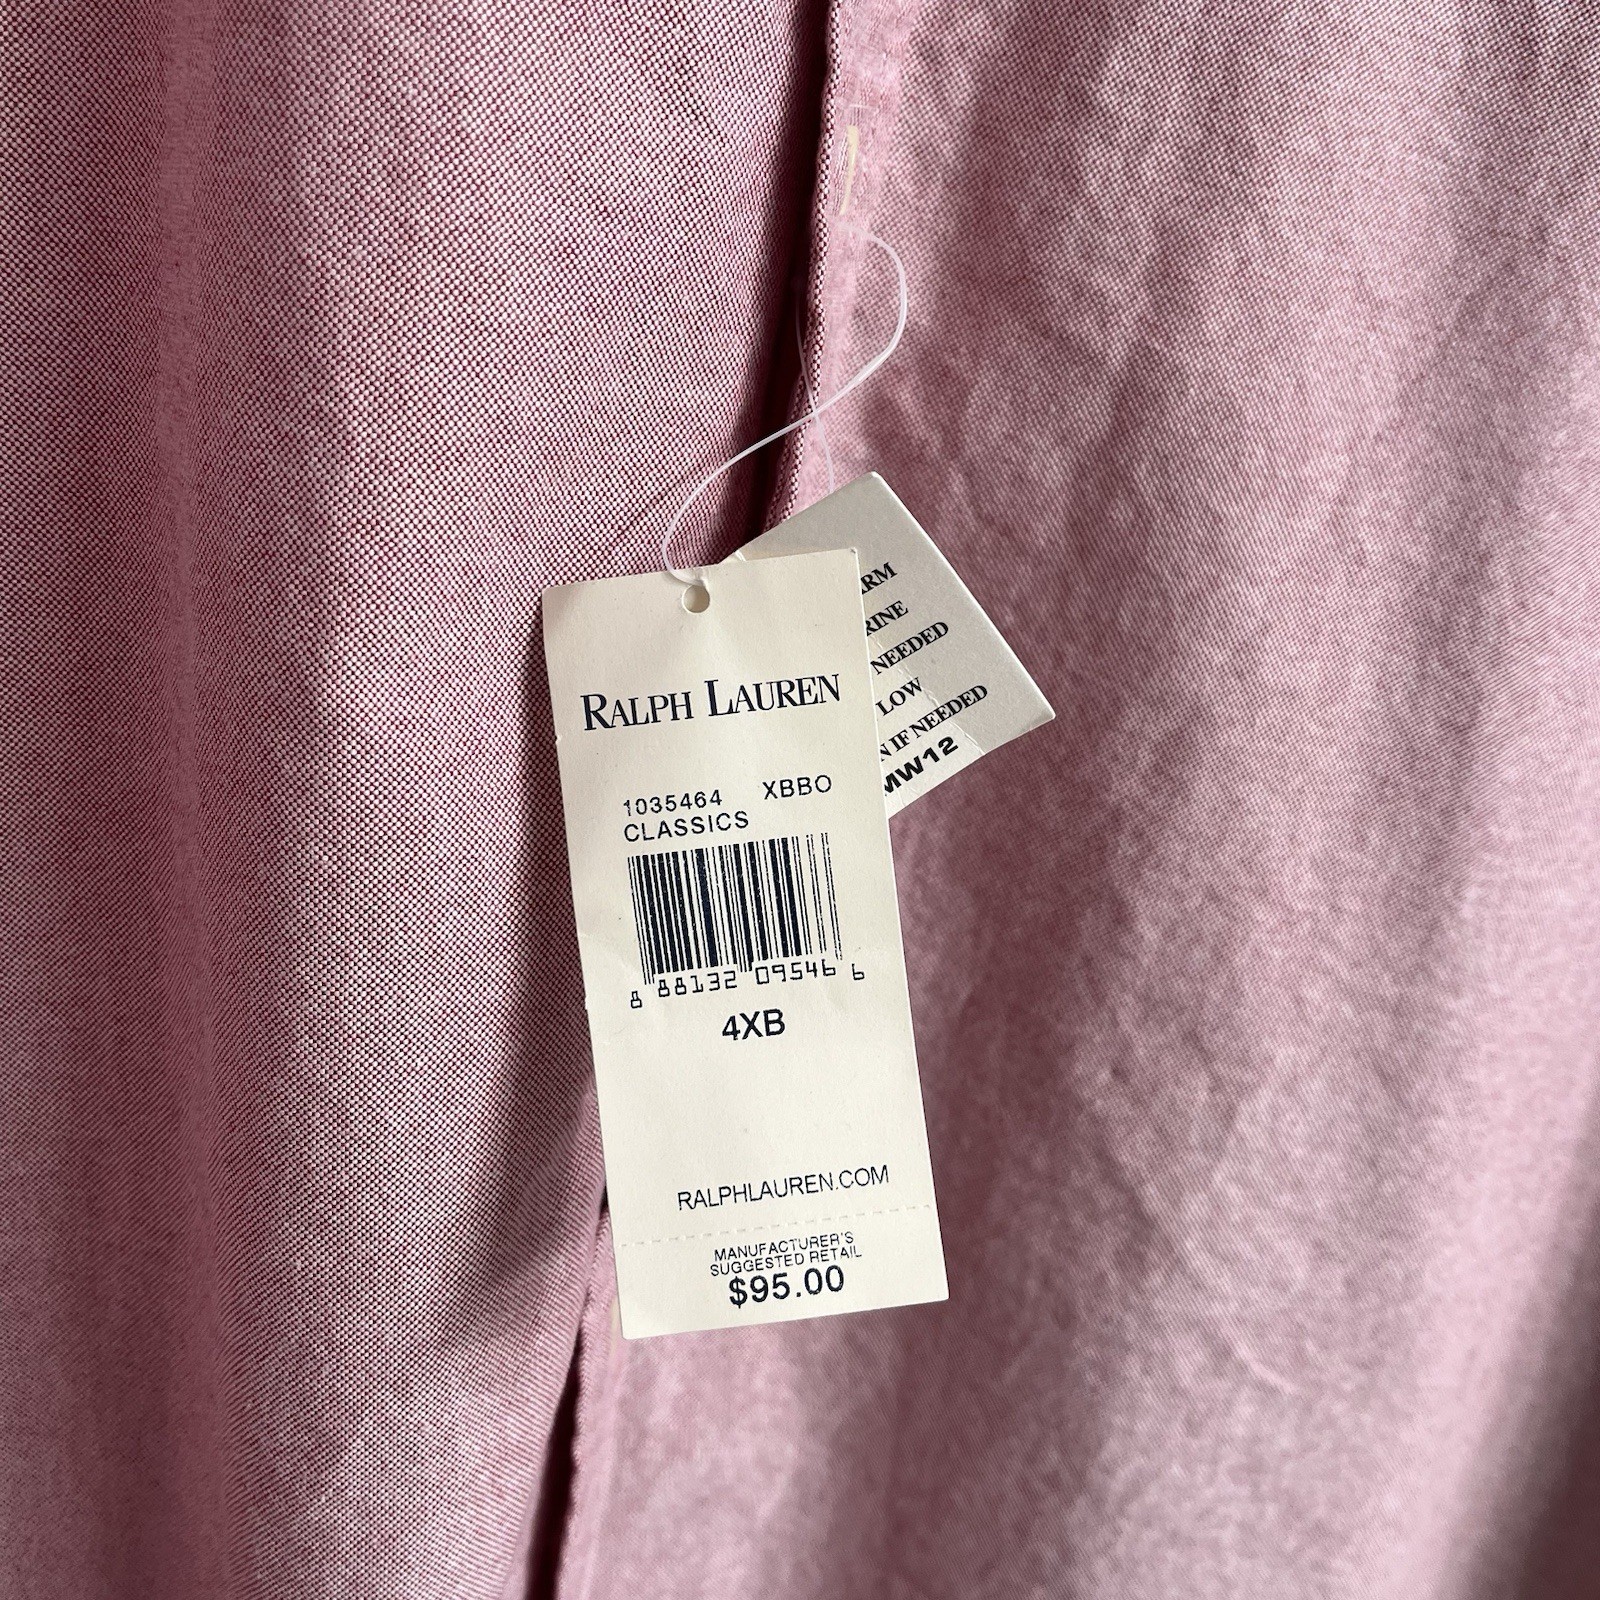 RALPH LAUREN
1035464 XBBO
CLASSICS
8 88132 09546 6
4XB
RALPHLAUREN.COM
MANUFACTURER'S
SUGGESTED RETAIL
$95.00
NEEDED
LOW
IF NEEDED
MW12